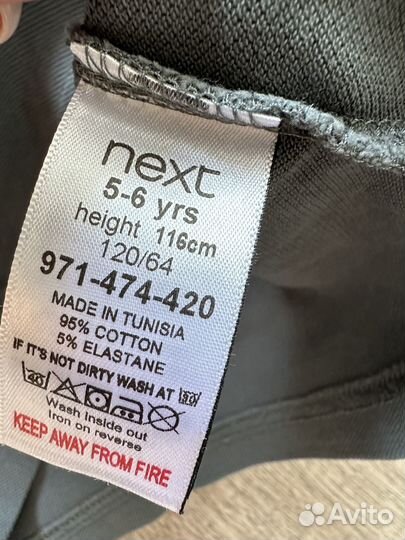 next
5-6 yrs
height 116cm
120/64
971-474-420
MADE IN TUNISIA
95% COTTON
5% ELASTANE
IF IT'S NOT DIRTY WASH AT 30
40
Wash inside out
Iron on reverse
KEEP AWAY FROM FIRE
Avito